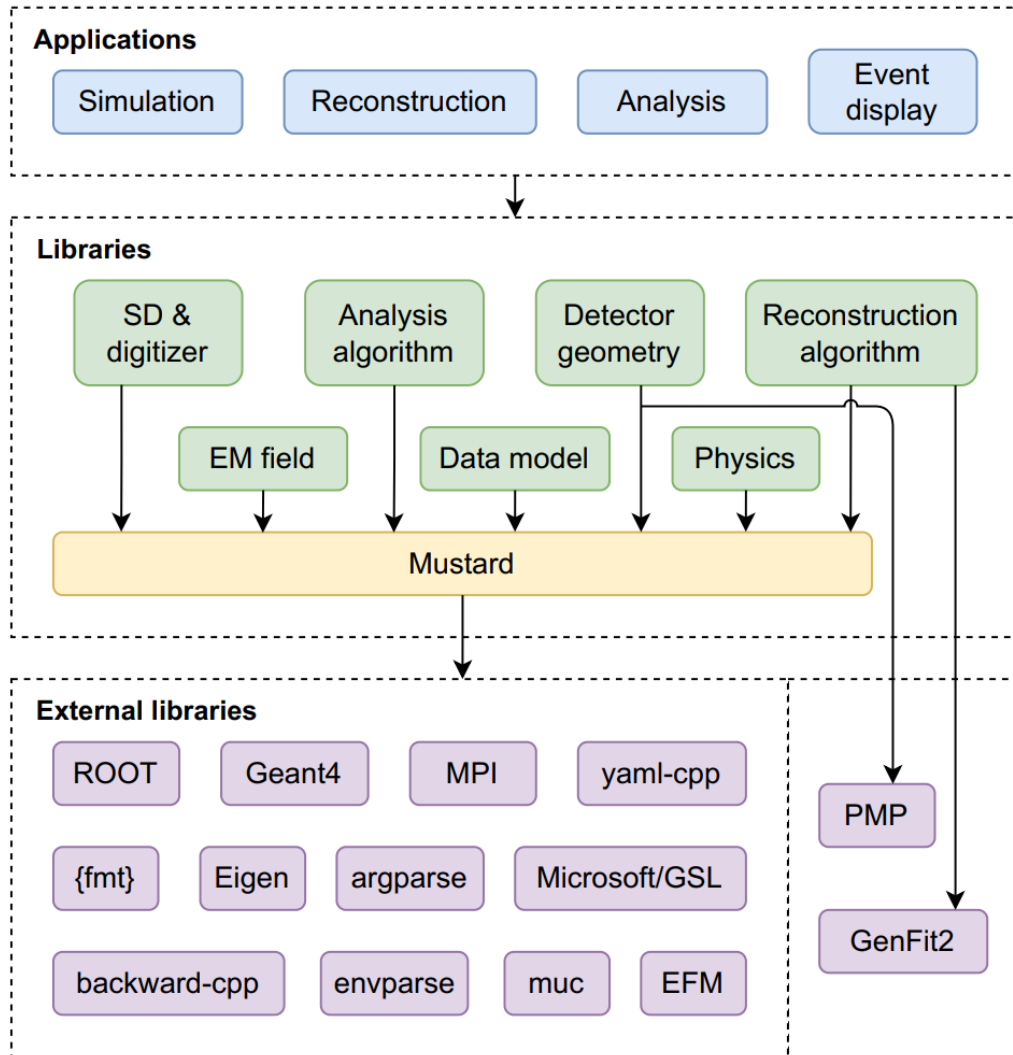 Applications
Simulation
Reconstruction
Analysis
Event
display
Libraries
SD &
digitizer
Analysis
algorithm
Detector
geometry
Reconstruction
algorithm
EM field
Data model
Physics
Mustard
External libraries
ROOT
Geant4
MPI
yaml-cpp
PMP
{fmt}
Eigen
argparse
Microsoft/GSL
GenFit2
backward-cpp
envparse
muc
EFM